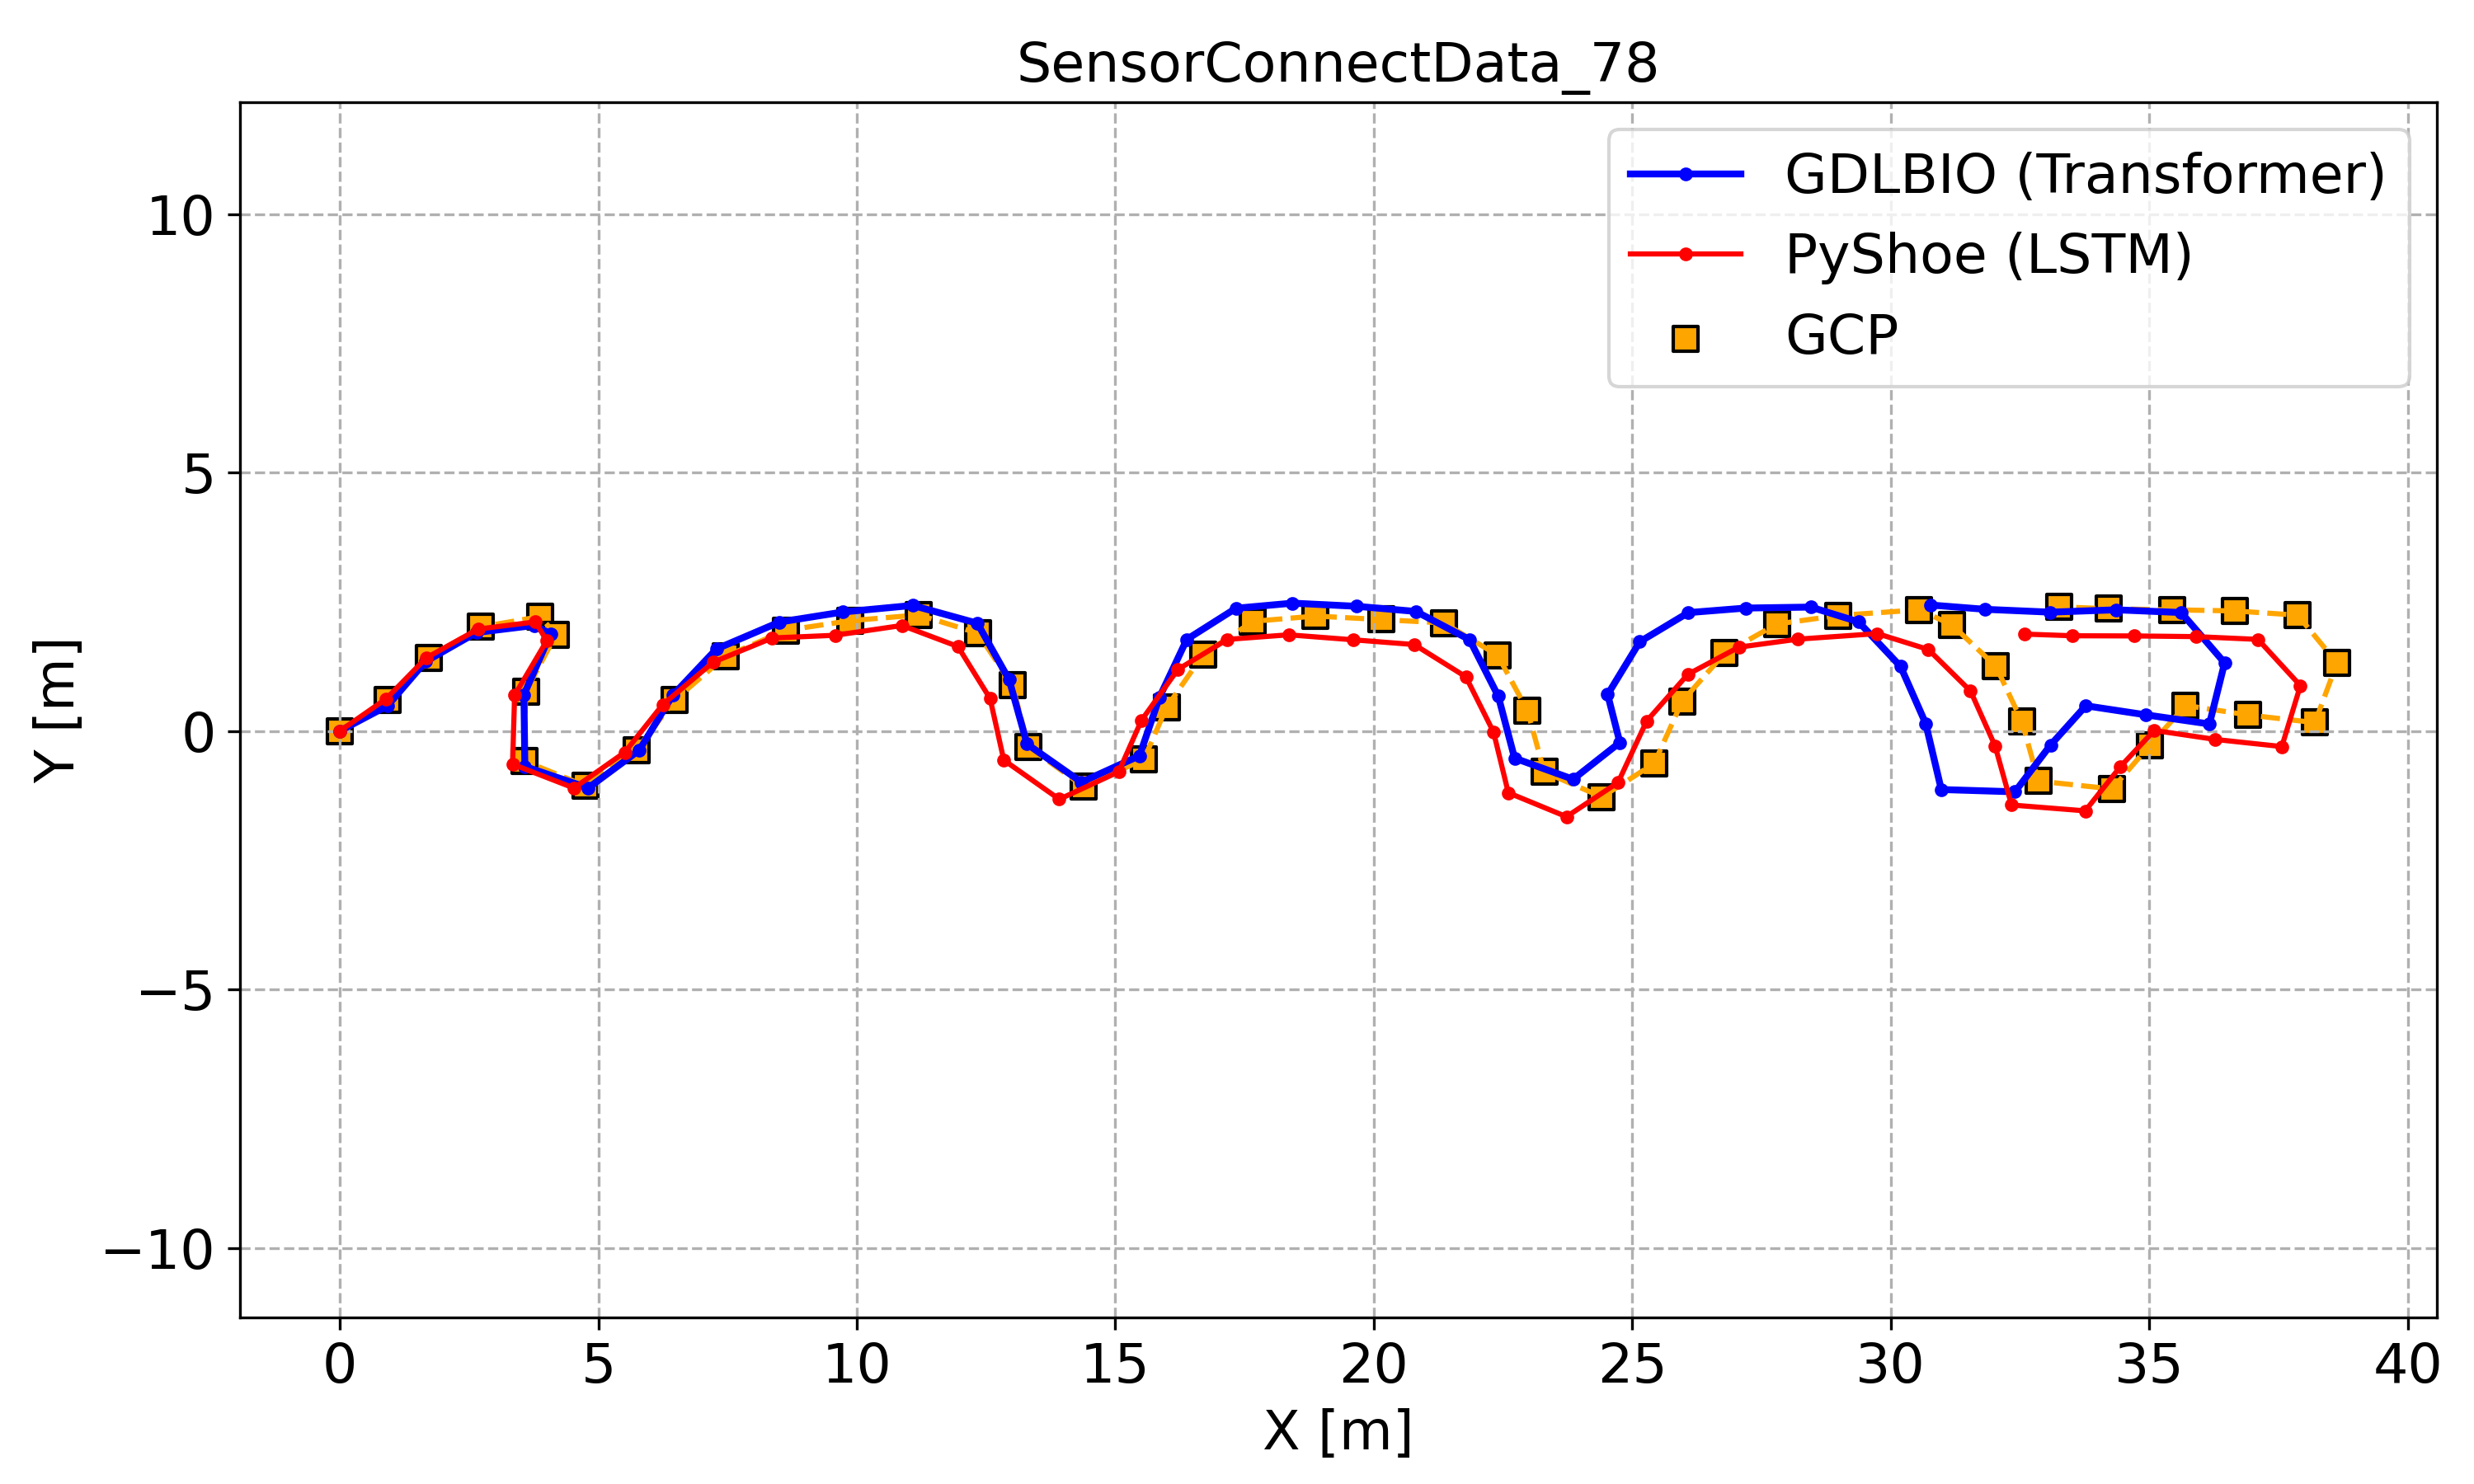 SensorConnectData_78
GDLBIO (Transformer)
PyShoe (LSTM)
GCP
10
5
0
−5
−10
Y [m]
0 5 10 15 20 25 30 35 40
X [m]